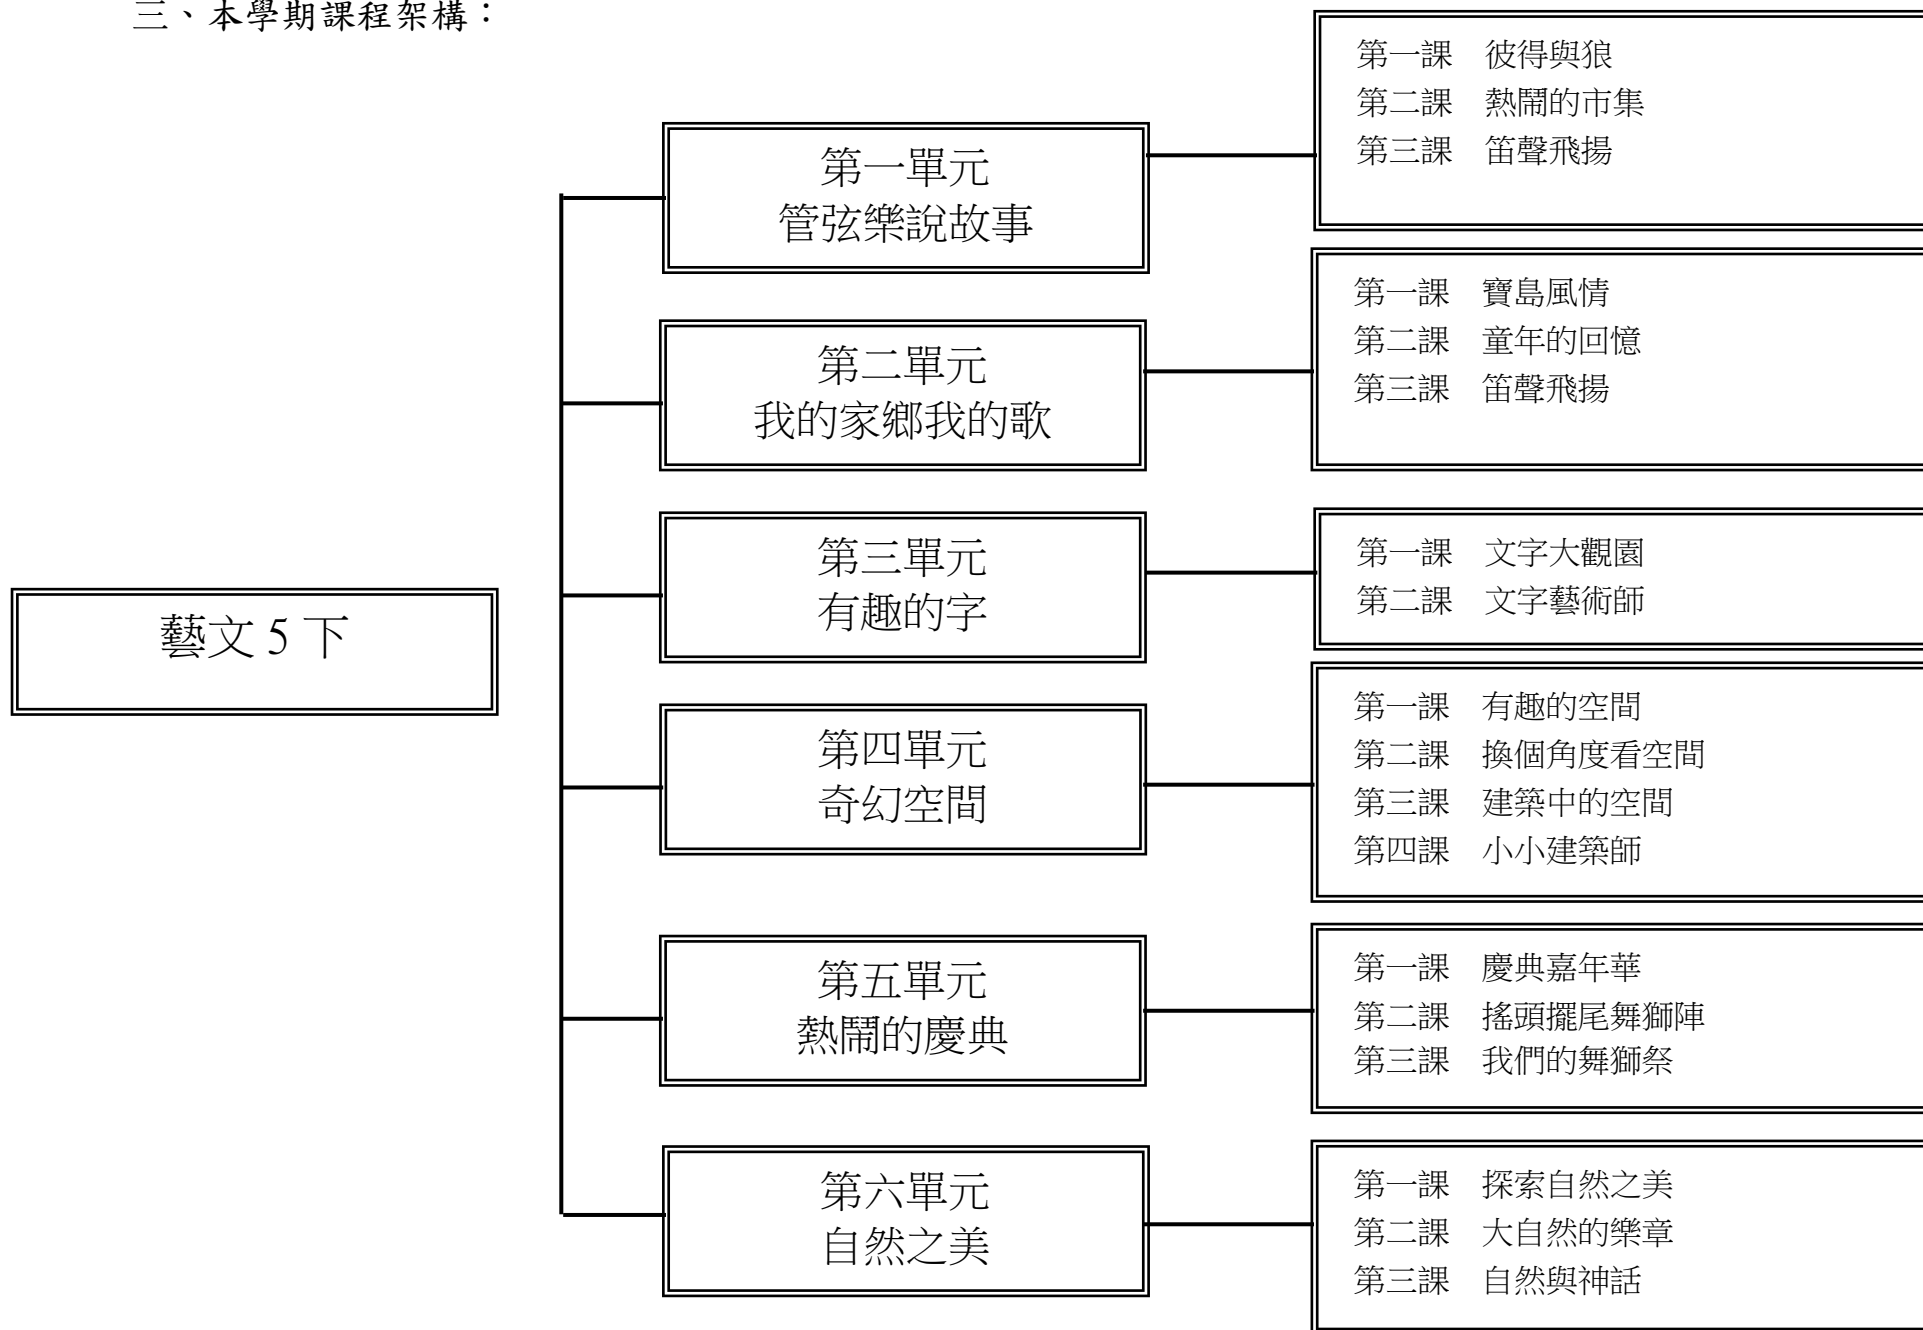 三、本學期課程架構：
藝文 5 下
第一單元
管弦樂說故事
第一課　彼得與狼
第二課　熱鬧的市集
第三課　笛聲飛揚
第二單元
我的家鄉我的歌
第一課　寶島風情
第二課　童年的回憶
第三課　笛聲飛揚
第三單元
有趣的字
第一課　文字大觀園
第二課　文字藝術師
第四單元
奇幻空間
第一課　有趣的空間
第二課　換個角度看空間
第三課　建築中的空間
第四課　小小建築師
第五單元
熱鬧的慶典
第一課　慶典嘉年華
第二課　搖頭擺尾舞獅陣
第三課　我們的舞獅祭
第六單元
自然之美
第一課　探索自然之美
第二課　大自然的樂章
第三課　自然與神話